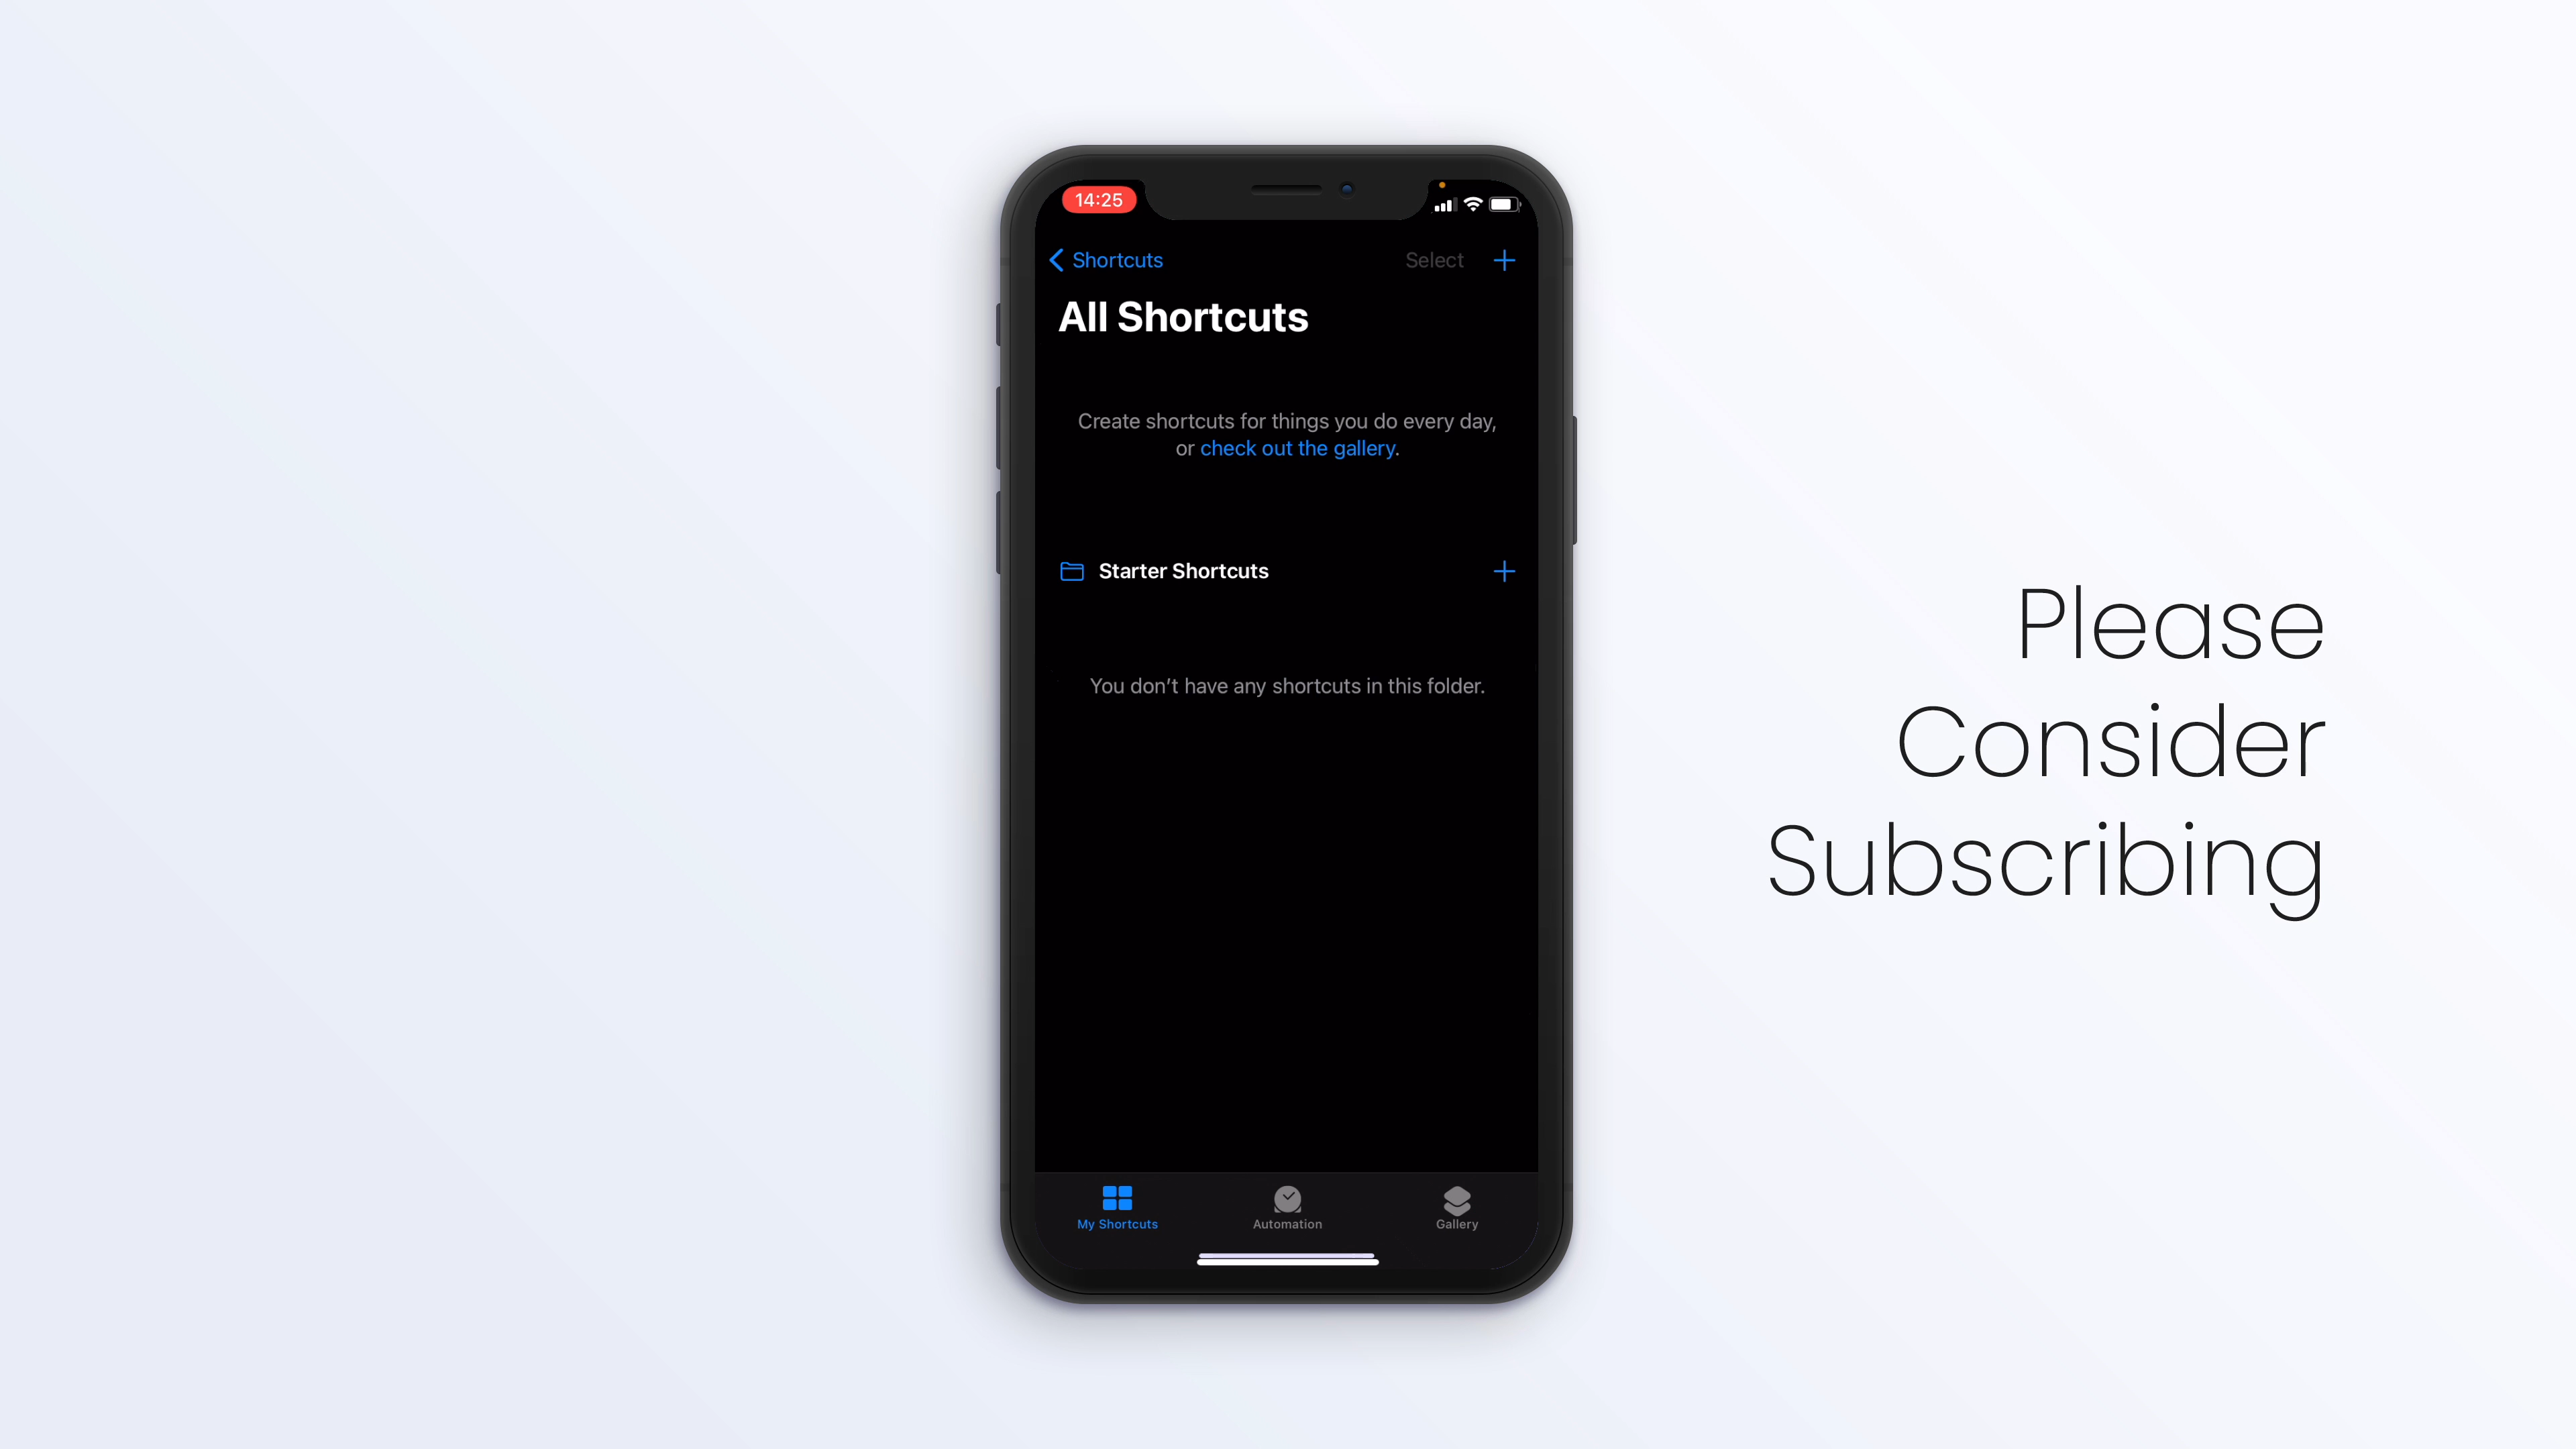 14:25
Shortcuts
Select
All Shortcuts
Create shortcuts for things you do every day,
or check out the gallery.
Starter Shortcuts
You don’t have any shortcuts in this folder.
My Shortcuts
Automation
Gallery
Please
Consider
Subscribing